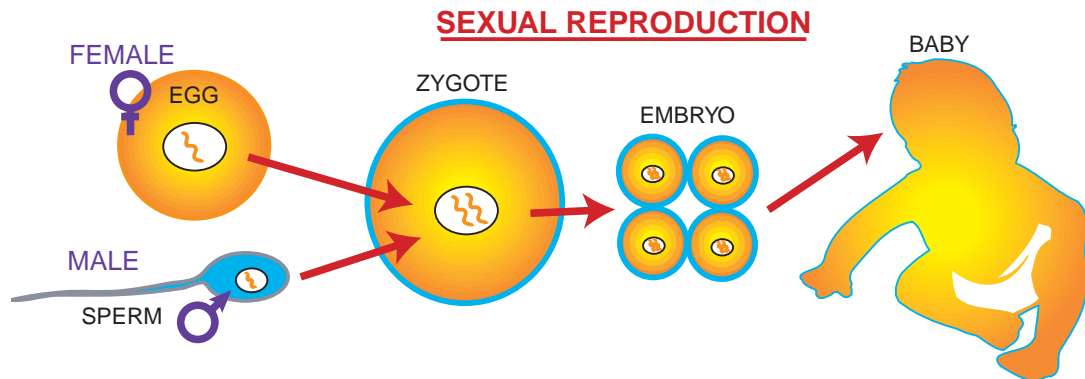 SEXUAL REPRODUCTION
FEMALE
EGG
ZYGOTE
EMBRYO
BABY
MALE
SPERM